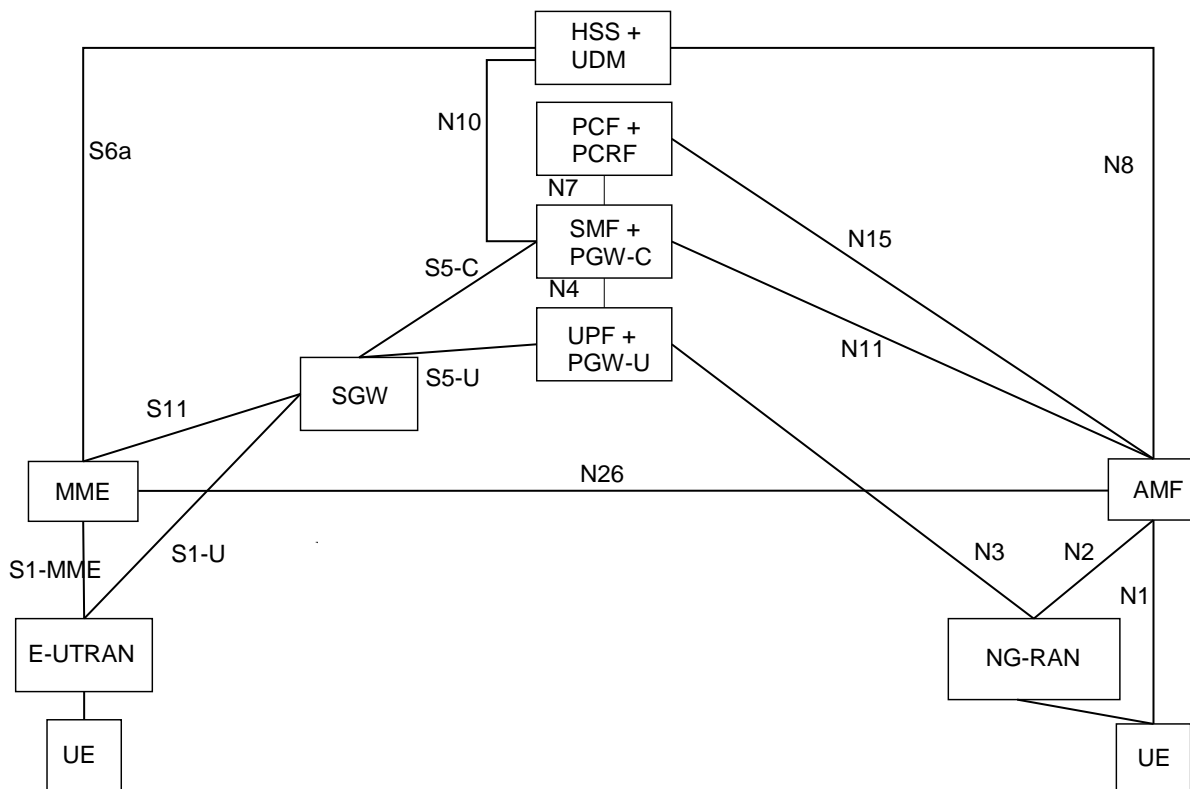 HSS +
UDM
N10
PCF +
PCRF
S6a
N8
N7
SMF +
PGW-C
N15
S5-C
N4
UPF +
PGW-U
N11
S5-U
SGW
S11
N26
MME
AMF
S1-U
N3
N2
S1-MME
N1
E-UTRAN
NG-RAN
UE
UE